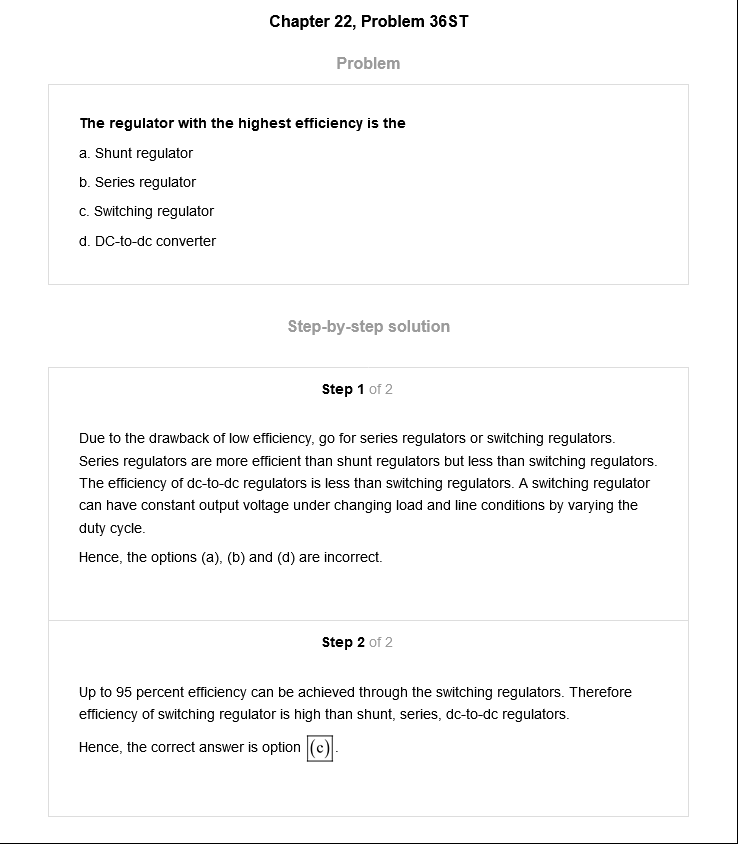 Chapter 22, Problem 36ST
Problem
The regulator with the highest efficiency is the
a. Shunt regulator
b. Series regulator
c. Switching regulator
d. DC-to-dc converter
Step-by-step solution
Step 1 of 2
Due to the drawback of low efficiency, go for series regulators or switching regulators.
Series regulators are more efficient than shunt regulators but less than switching regulators.
The efficiency of dc-to-dc regulators is less than switching regulators. A switching regulator
can have constant output voltage under changing load and line conditions by varying the
duty cycle.
Hence, the options (a), (b) and (d) are incorrect.
Step 2 of 2
Up to 95 percent efficiency can be achieved through the switching regulators. Therefore
efficiency of switching regulator is high than shunt, series, dc-to-dc regulators.
Hence, the correct answer is option (c).